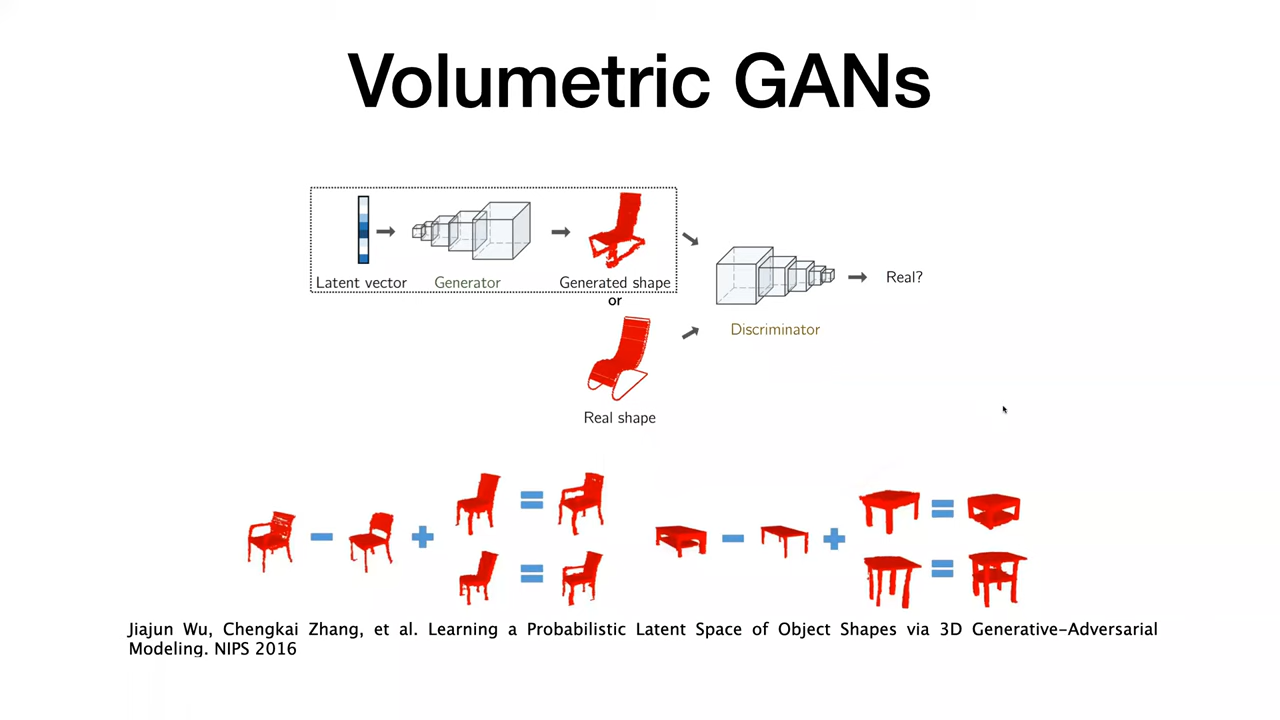 Volumetric GANs
Latent vector
Generator
Generated shape
or
Real shape
Discriminator
Real?
Jiajun Wu, Chengkai Zhang, et al. Learning a Probabilistic Latent Space of Object Shapes via 3D Generative-Adversarial
Modeling. NIPS 2016